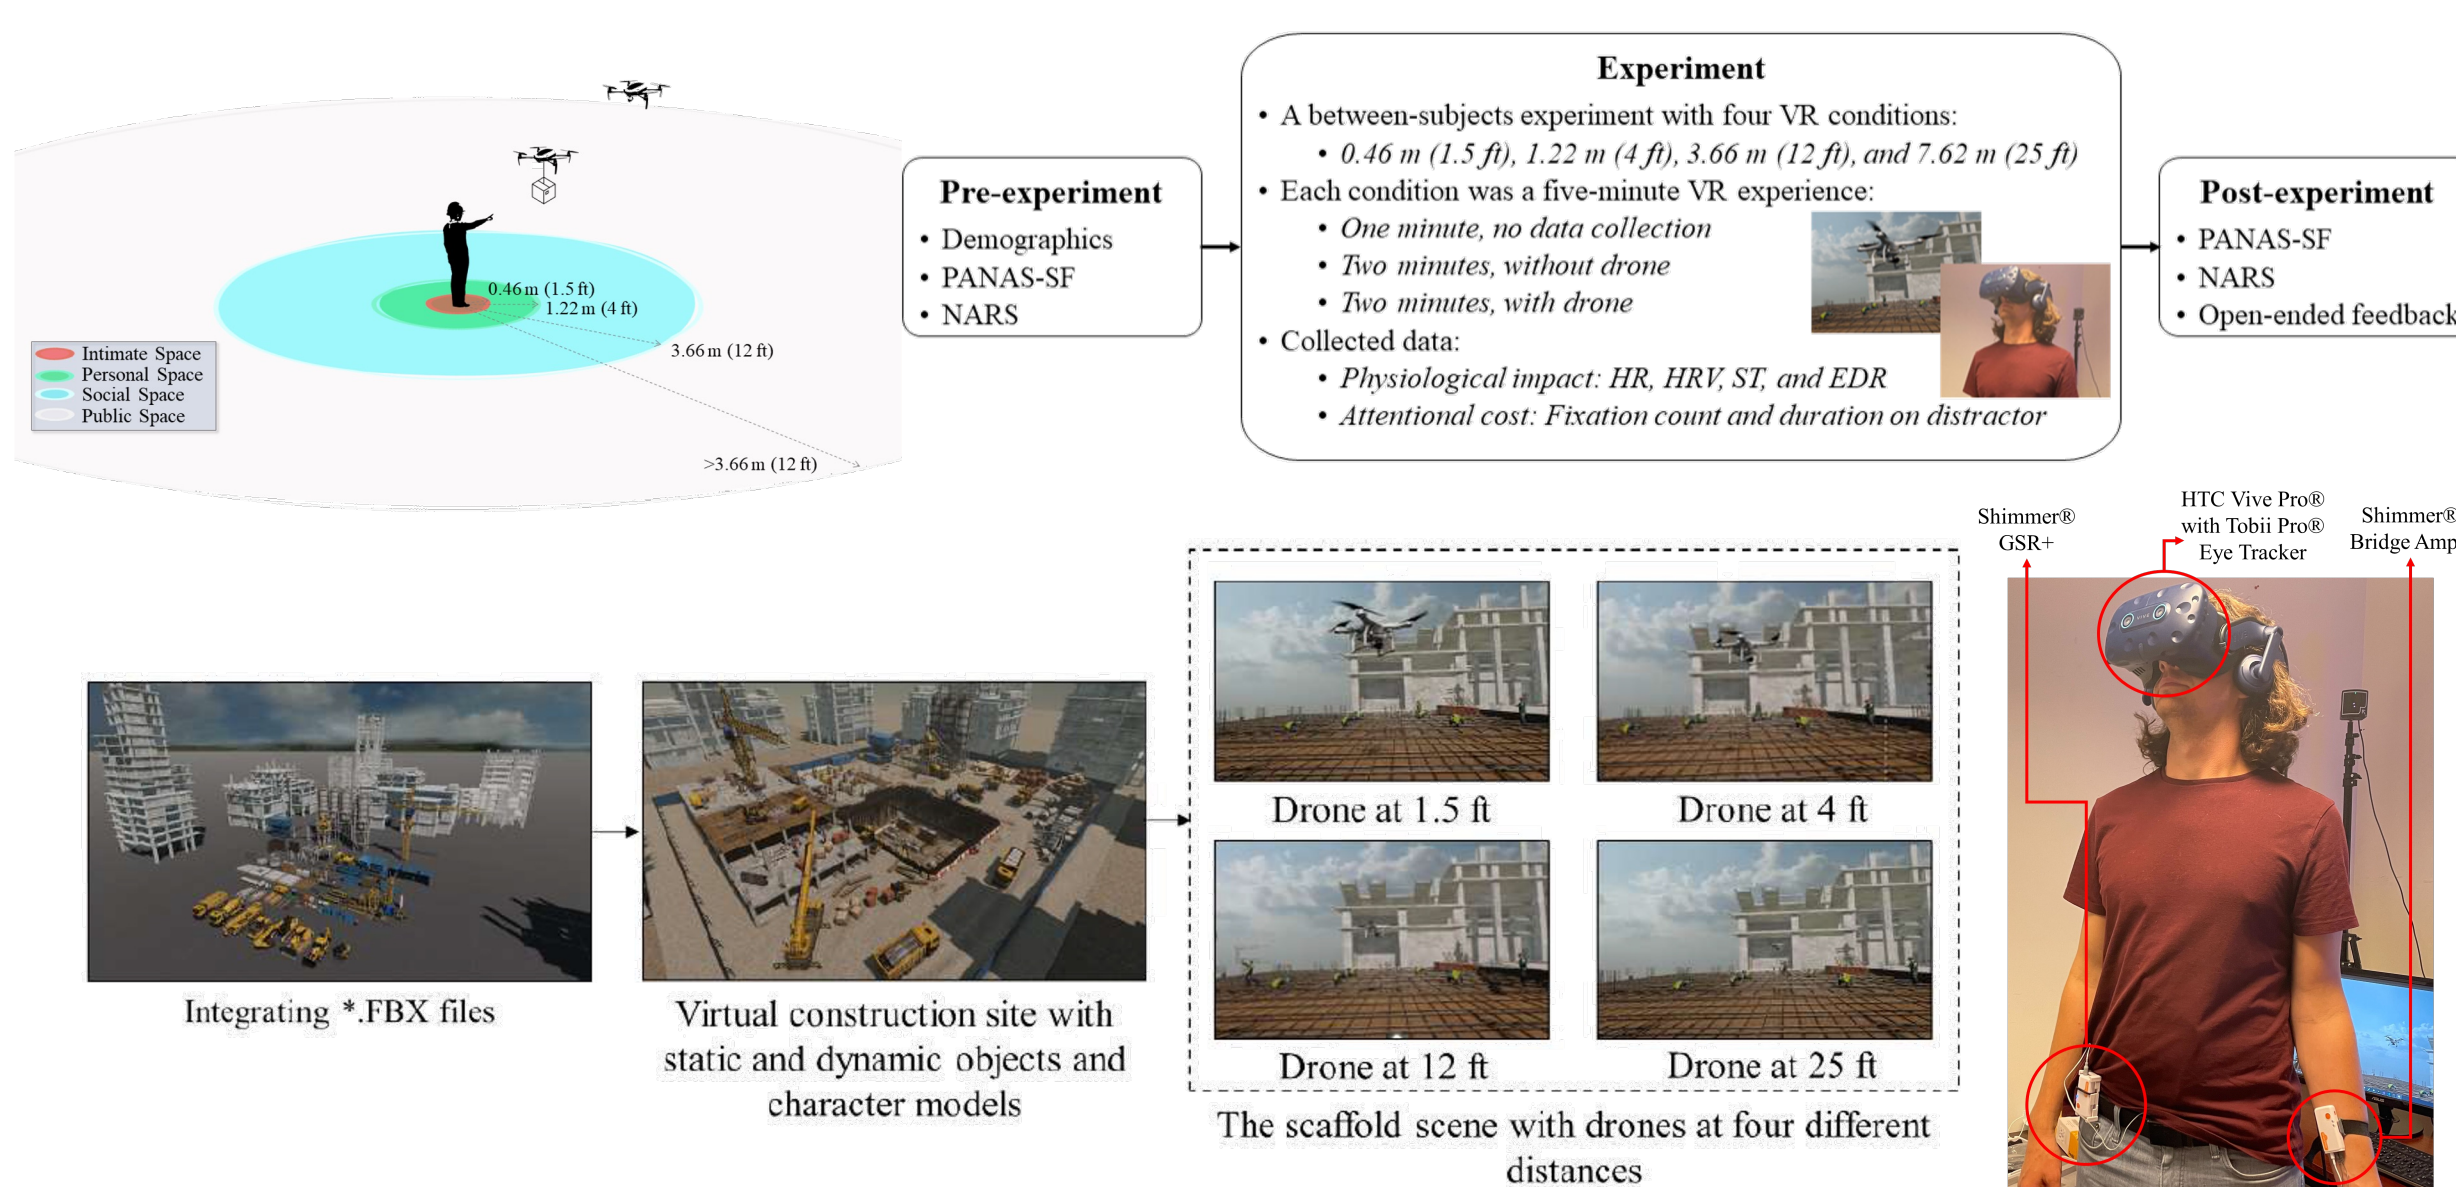 0.46 m (1.5 ft)
1.22 m (4 ft)
3.66 m (12 ft)
>3.66 m (12 ft)
Intimate Space
Personal Space
Social Space
Public Space
Pre-experiment
• Demographics
• PANAS-SF
• NARS
Experiment
• A between-subjects experiment with four VR conditions:
• 0.46 m (1.5 ft), 1.22 m (4 ft), 3.66 m (12 ft), and 7.62 m (25 ft)
• Each condition was a five-minute VR experience:
• One minute, no data collection
• Two minutes, without drone
• Two minutes, with drone
• Collected data:
• Physiological impact: HR, HRV, ST, and EDR
• Attentional cost: Fixation count and duration on distractor
Post-experiment
• PANAS-SF
• NARS
• Open-ended feedback
Integrating *.FBX files
Virtual construction site with
static and dynamic objects and
character models
Drone at 1.5 ft
Drone at 4 ft
Drone at 12 ft
Drone at 25 ft
The scaffold scene with drones at four different
distances
Shimmer®
GSR+
HTC Vive Pro®
with Tobii Pro®
Eye Tracker
Shimmer®
Bridge Amp